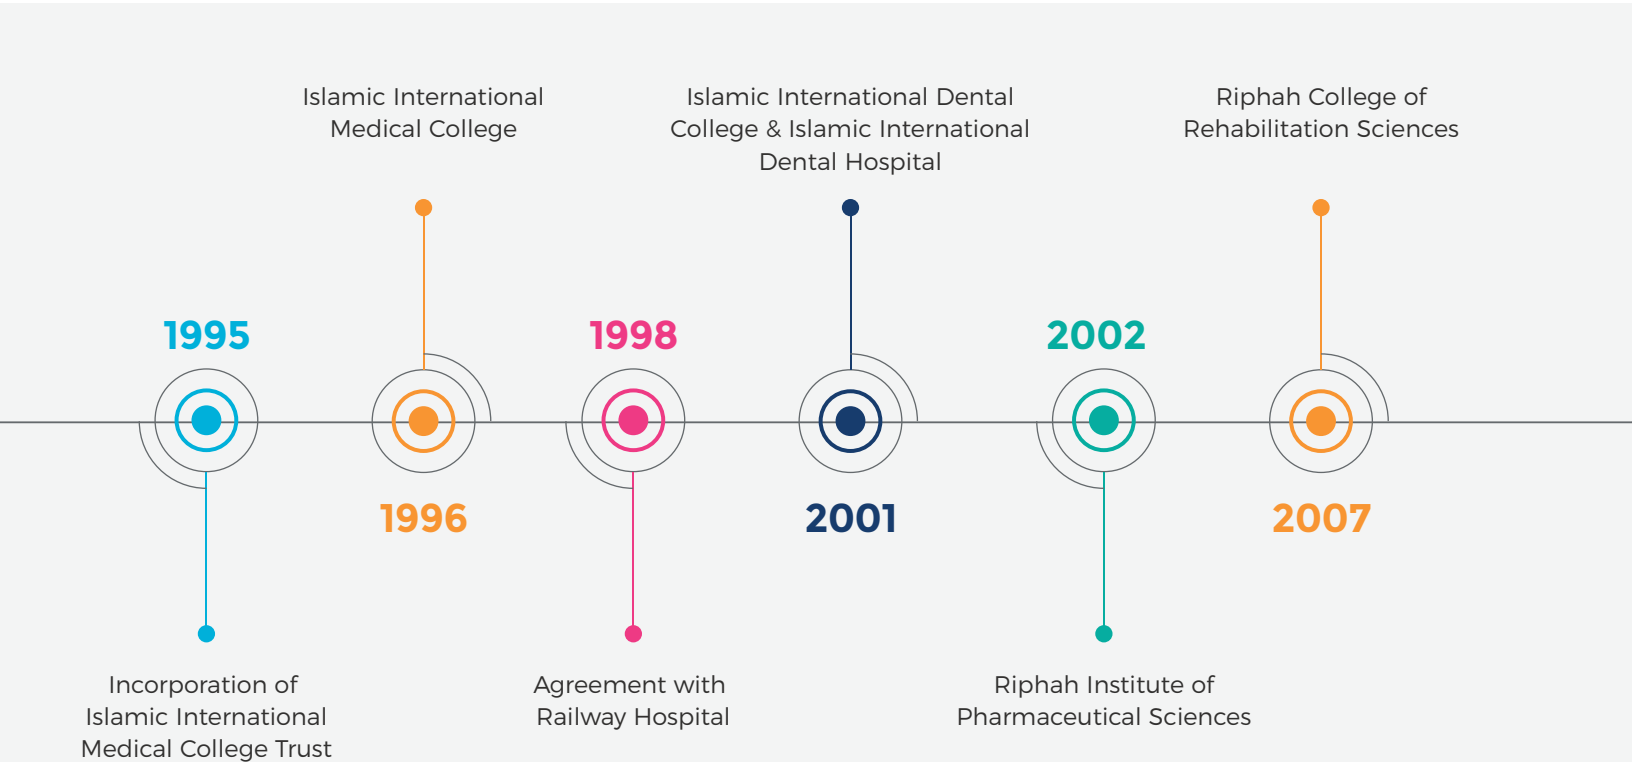 Islamic International
Medical College
Islamic International Dental
College & Islamic International
Dental Hospital
Riphah College of
Rehabilitation Sciences
1995
1998
2002
1996
2001
2007
Incorporation of
Islamic International
Medical College Trust
Agreement with
Railway Hospital
Riphah Institute of
Pharmaceutical Sciences